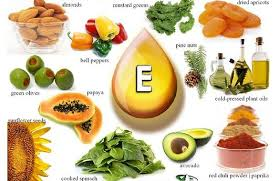 almonds
mustard greens
dried apricots
bell peppers
pine nuts
E
green olives
papaya
cold-pressed plant oils
sunflower seeds
cooked spinach
avocado
red chili powder / paprika